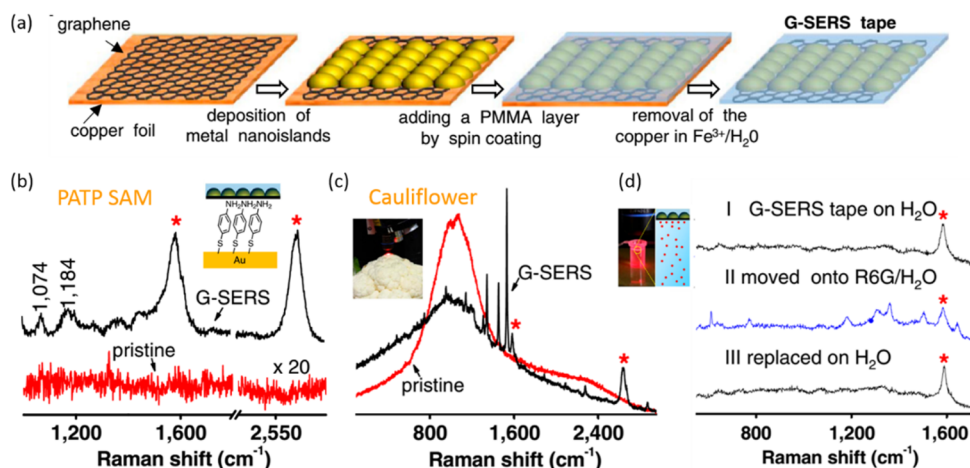 (a)
graphene
copper foil
deposition of
metal nanoislands
adding a PMMA layer
by spin coating
removal of the
copper in Fe³⁺/H₂0
G-SERS tape
(b)
PATP SAM
NH₂NH₂NH₂
S S S
Au
*
*
1,074
1,184
G-SERS
pristine
x 20
1,200 1,600 2,550
Raman shift (cm⁻¹)
(c)
Cauliflower
G-SERS
*
*
pristine
800 1,600 2,400
Raman shift (cm⁻¹)
(d)
I G-SERS tape on H₂O
*
II moved onto R6G/H₂O
*
III replaced on H₂O
*
800 1,200 1,600
Raman shift (cm⁻¹)